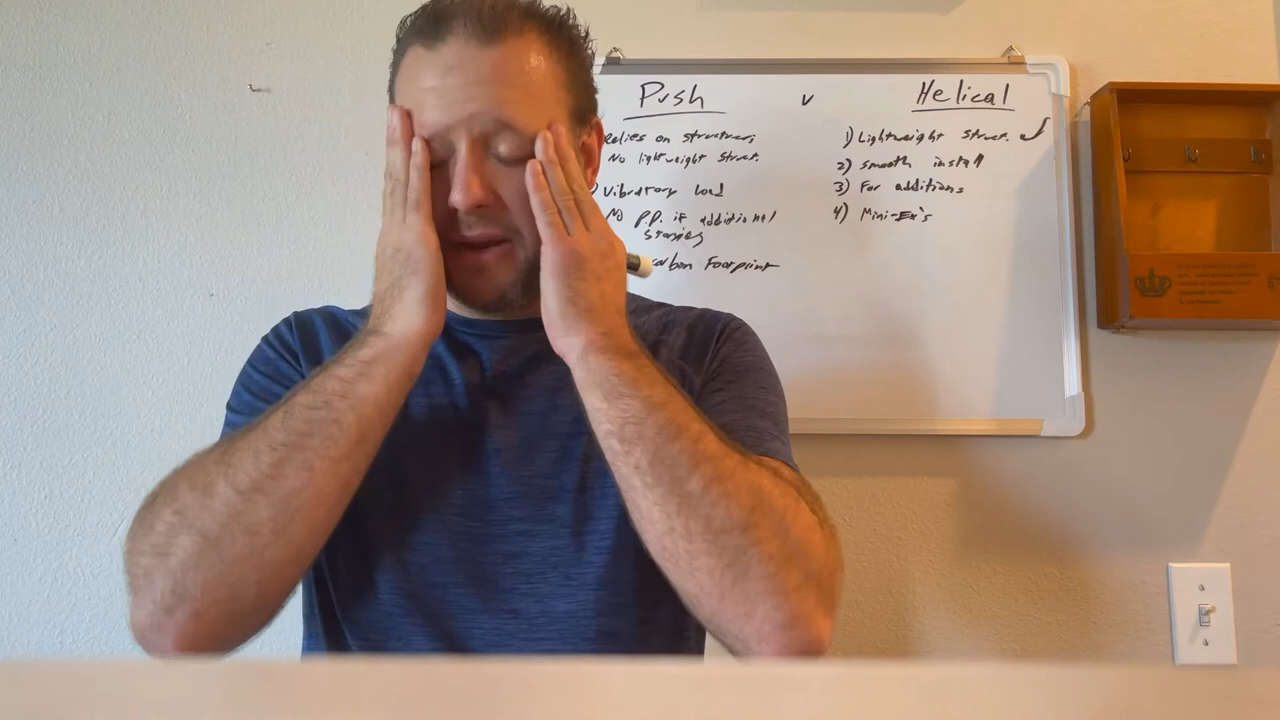 Push v Helical
Relies on structure;
No lightweight struct.
Vibratory Load
No P.P. if additional
Stories
Carbon Footprint
1) Lightweight struct.
2) Smooth install
3) For additions
4) Mini-Ex's